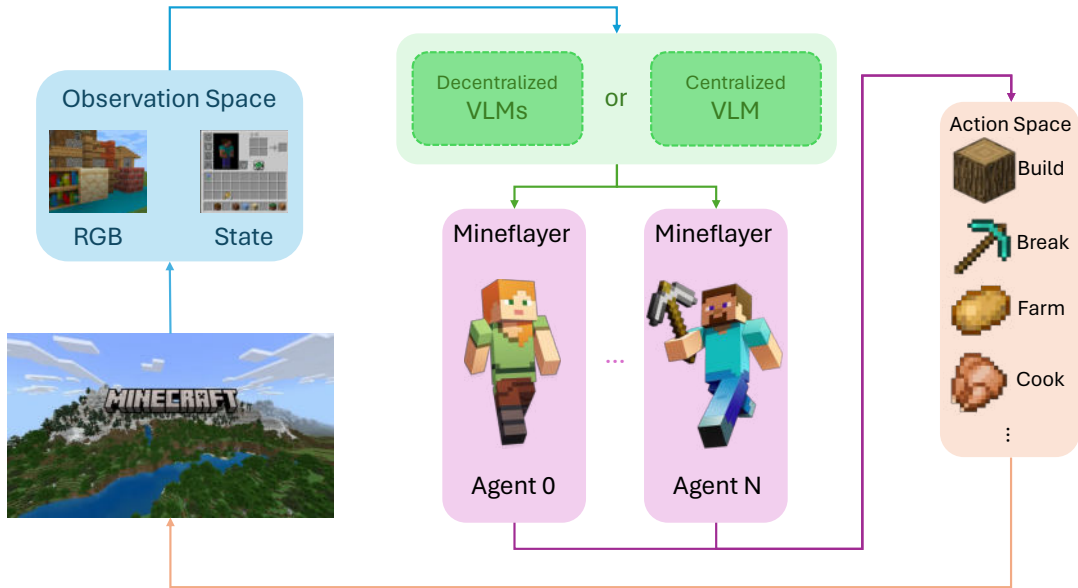 Observation Space
RGB
State
MINECRAFT
Decentralized
VLMs
or
Centralized
VLM
Mineflayer
Agent 0
...
Mineflayer
Agent N
Action Space
Build
Break
Farm
Cook
⋮